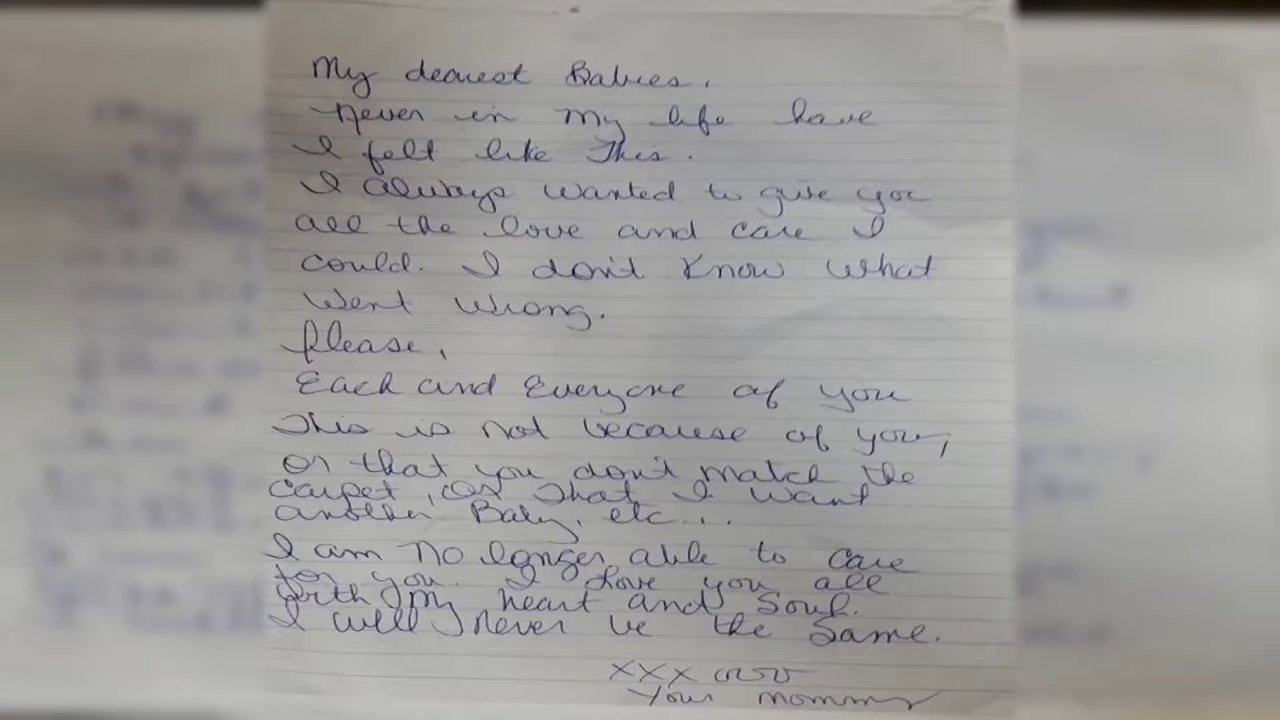 My dearest Babies.
Never in my life have
I felt like This.
I always wanted to give you
all the love and care I
could. I don't know what
Went wrong.
Please,
Each and Everyone of you
This is not because of you,
or that you don't match the
carpet, or that I want
another Baby, etc...
I am no longer able to care
for you. I love you all
with my heart and soul.
I will never be the same.
xxx
Your mommy